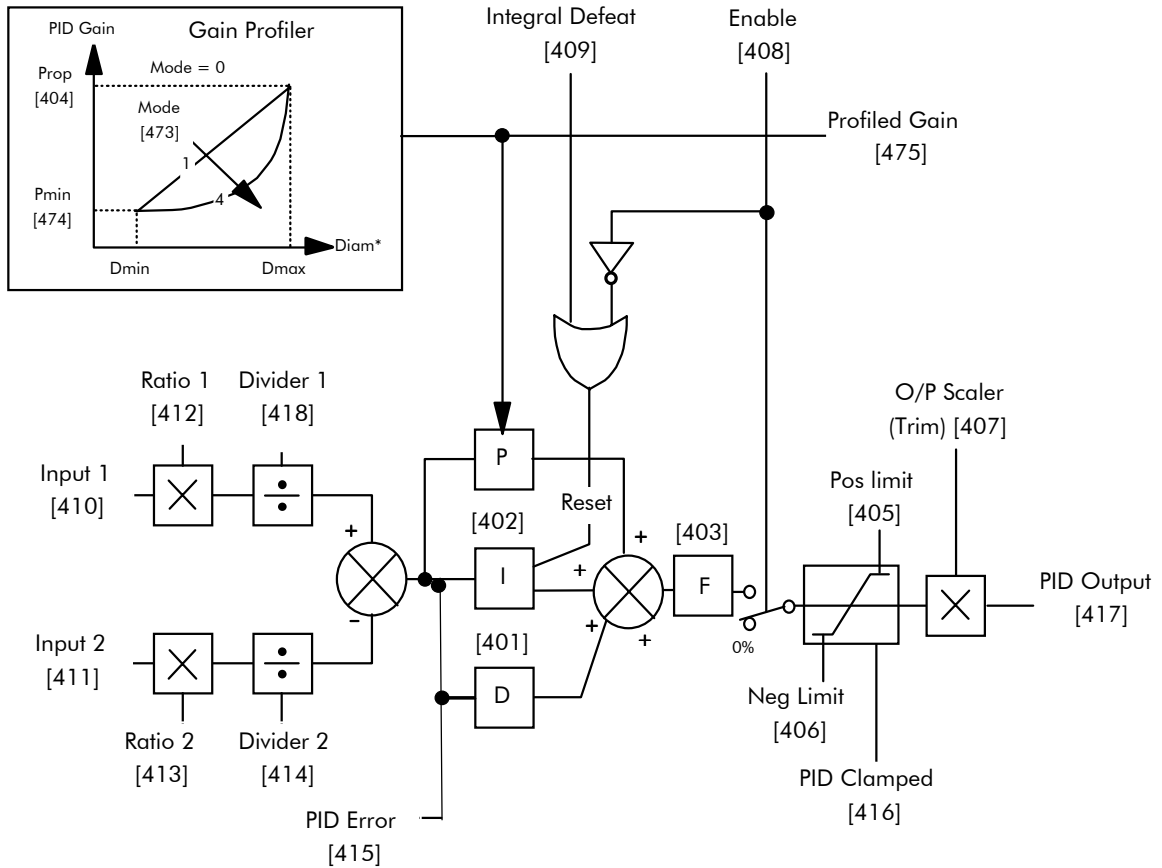 PID Gain
Gain Profiler
Prop
[404]
Mode = 0
Mode
[473]
1
4
Pmin
[474]
Diam*
Dmin
Dmax
Integral Defeat
[409]
Enable
[408]
Profiled Gain
[475]
Ratio 1
[412]
Divider 1
[418]
Input 1
[410]
Input 2
[411]
Ratio 2
[413]
Divider 2
[414]
+
-
PID Error
[415]
P
Reset
[402]
I
[401]
D
+
+
+
+
[403]
F
0%
O/P Scaler
(Trim) [407]
Pos limit
[405]
Neg Limit
[406]
PID Clamped
[416]
PID Output
[417]